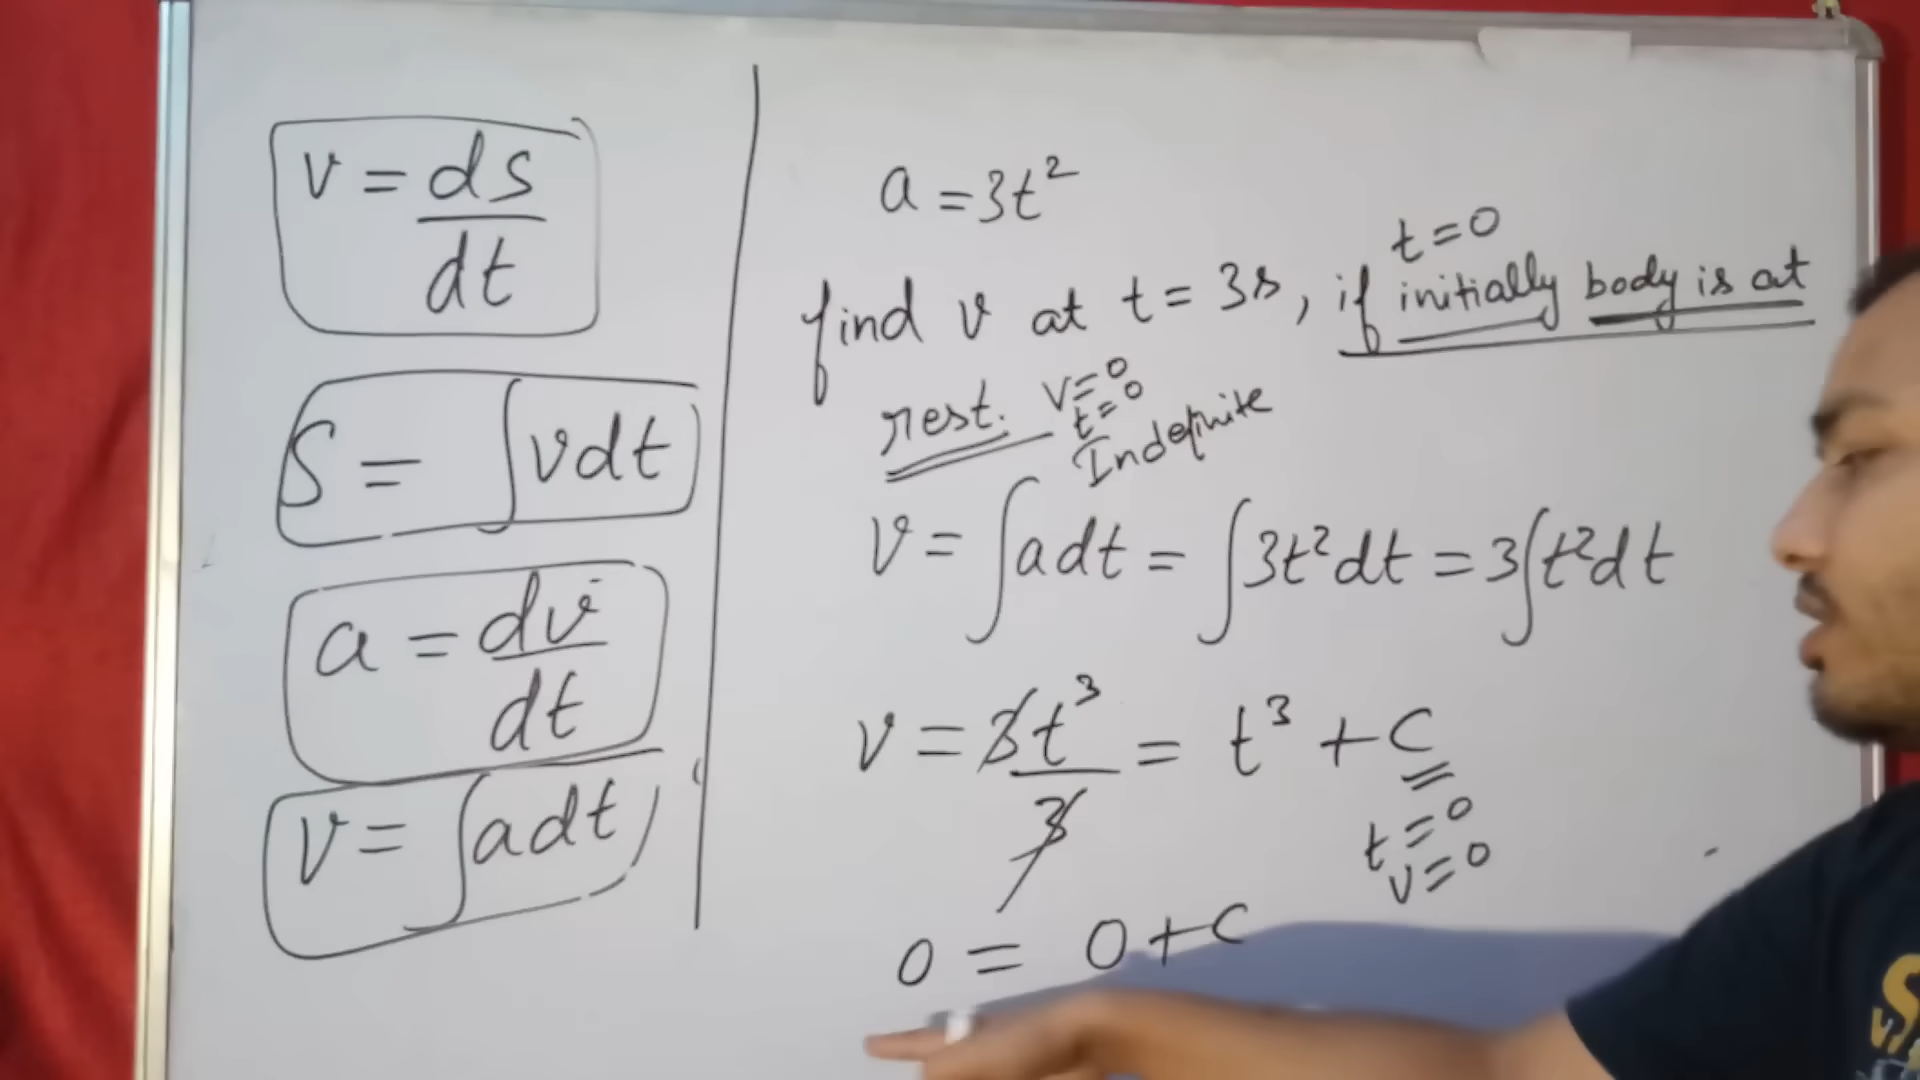 v = ds
dt
S = ∫vdt
a = dv
dt
v = ∫adt
a = 3t²
t = 0
find v at t = 3s, if initially body is at
rest. v = 0
t = 0
Indefinite
v = ∫adt = ∫3t²dt = 3∫t²dt
v = 3t³ = t³ + c
3
t = 0
v = 0
0 = 0 + c